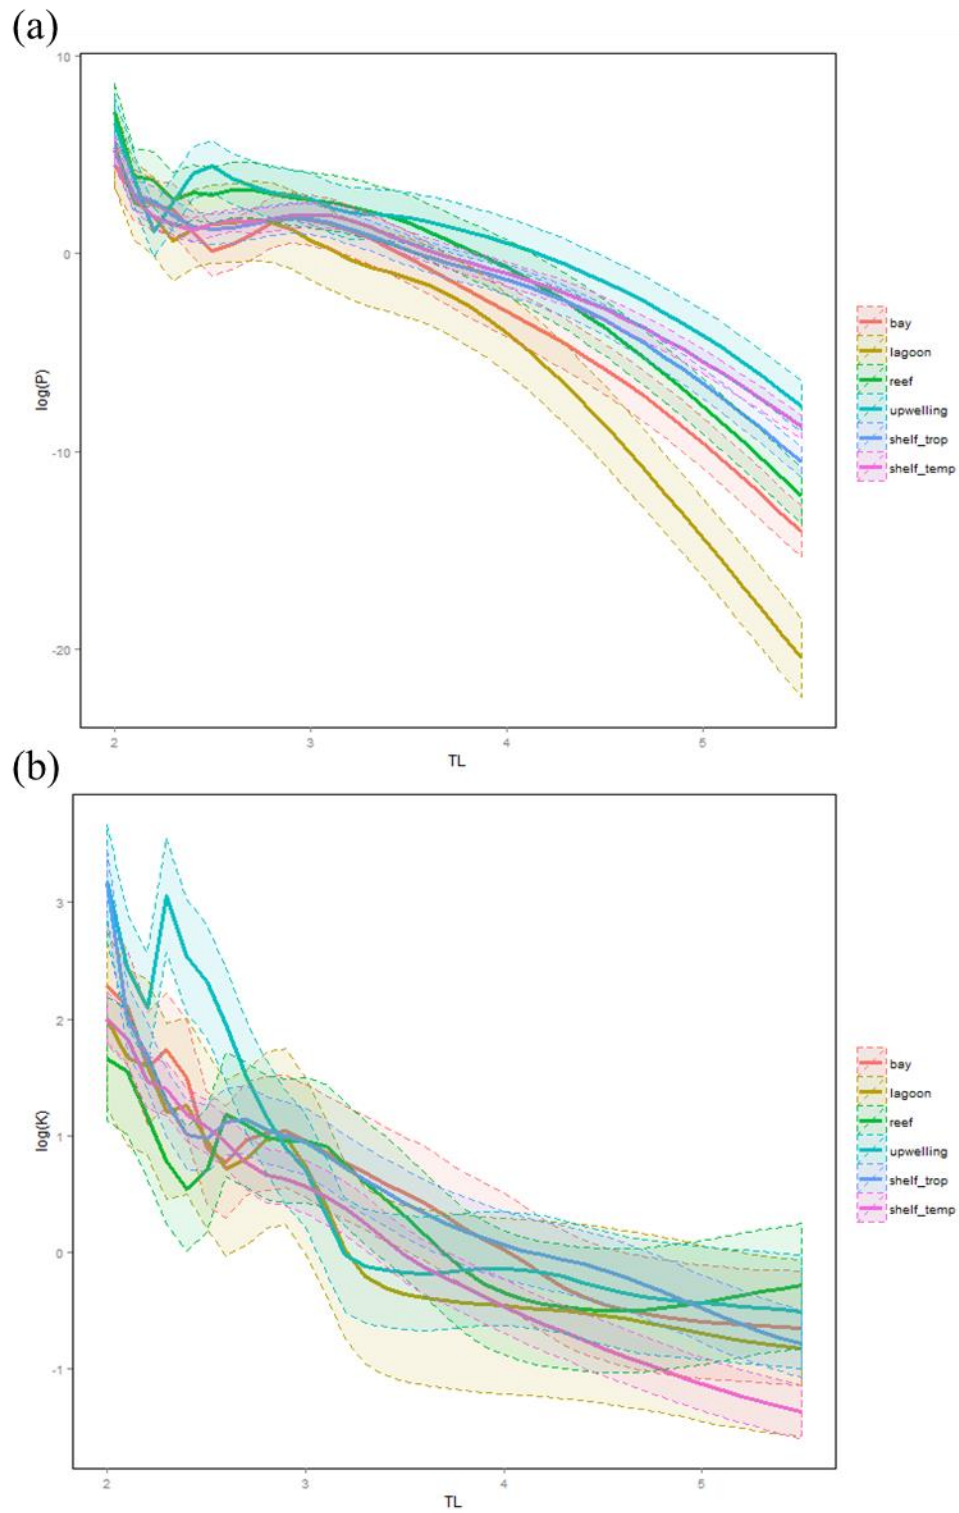 (a)
10
0
-10
-20
log(P)
2
3
4
5
TL
bay
lagoon
reef
upwelling
shelf_trop
shelf_temp
(b)
3
2
1
0
-1
log(K)
2
3
4
5
TL
bay
lagoon
reef
upwelling
shelf_trop
shelf_temp